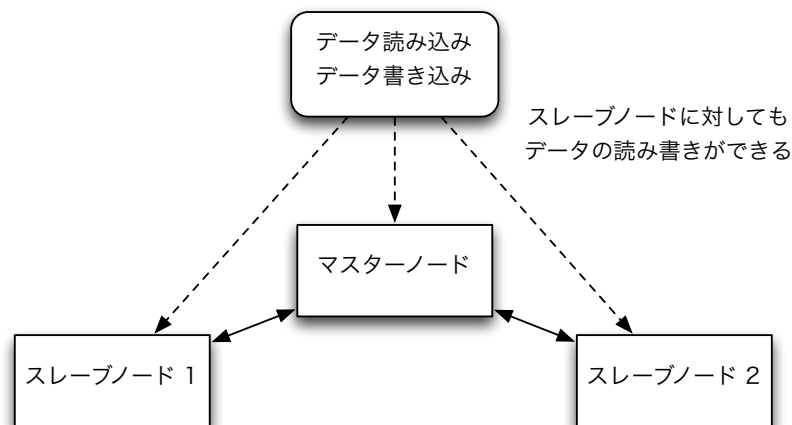 データ読み込み
データ書き込み
スレーブノードに対しても
データの読み書きができる
マスターノード
スレーブノード 1
スレーブノード 2